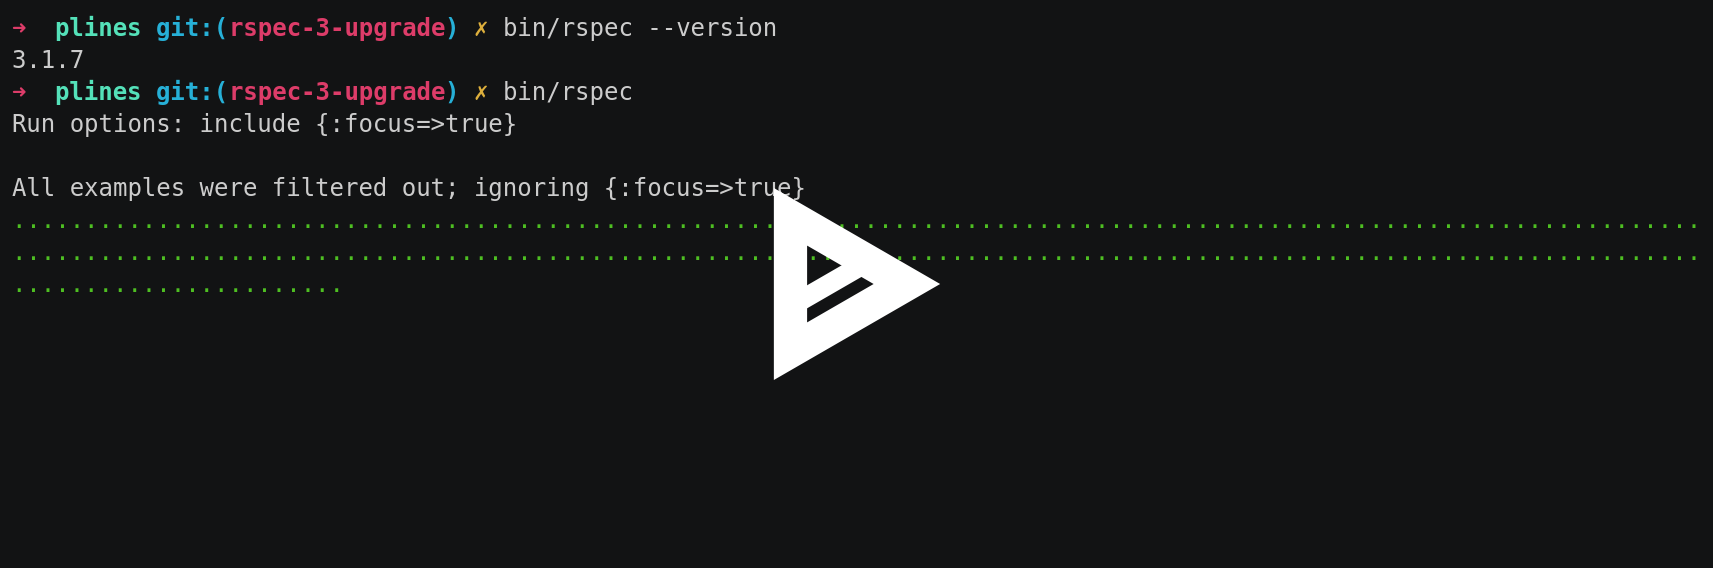 ➜  plines git:(rspec-3-upgrade) ✗ bin/rspec --version
3.1.7
➜  plines git:(rspec-3-upgrade) ✗ bin/rspec
Run options: include {:focus=>true}

All examples were filtered out; ignoring {:focus=>true}
.....................................................................................................................
.....................................................................................................................
.......................